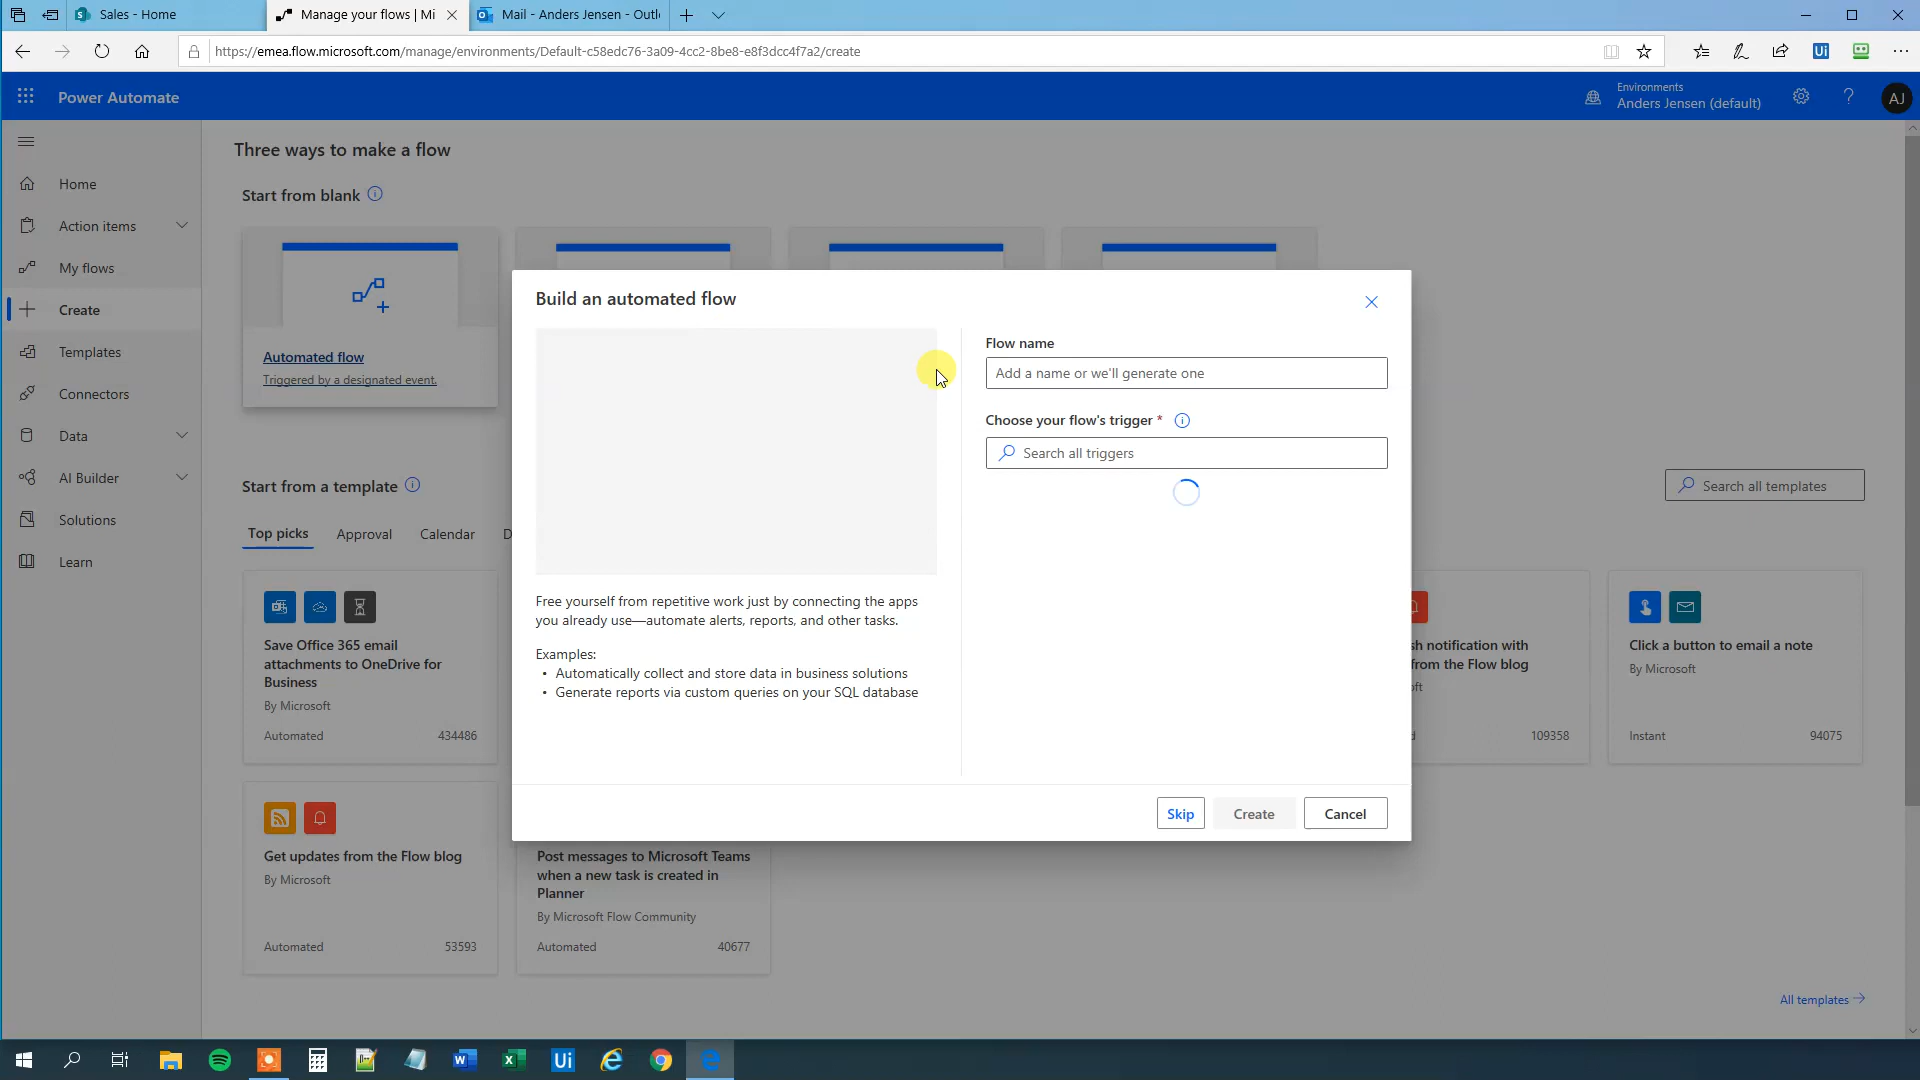 Sales - Home
Manage your flows | Mi
Mail - Anders Jensen - Outl
https://emea.flow.microsoft.com/manage/environments/Default-c58edc76-3a09-4cc2-8be8-e8f3dcc4f7a2/create
Power Automate
Environments
Anders Jensen (default)
AJ
Home
Action items
My flows
Create
Templates
Connectors
Data
AI Builder
Solutions
Learn
Three ways to make a flow
Start from blank
Automated flow
Triggered by a designated event.
Start from a template
Search all templates
Top picks
Approval
Calendar
D
Save Office 365 email
attachments to OneDrive for
Business
By Microsoft
Automated 434486
sh notification with
from the Flow blog
ft
d 109358
Click a button to email a note
By Microsoft
Instant 94075
Get updates from the Flow blog
By Microsoft
Automated 53593
Post messages to Microsoft Teams
when a new task is created in
Planner
By Microsoft Flow Community
Automated 40677
All templates
Build an automated flow
Free yourself from repetitive work just by connecting the apps
you already use—automate alerts, reports, and other tasks.
Examples:
• Automatically collect and store data in business solutions
• Generate reports via custom queries on your SQL database
Flow name
Add a name or we'll generate one
Choose your flow's trigger *
Search all triggers
Skip
Create
Cancel